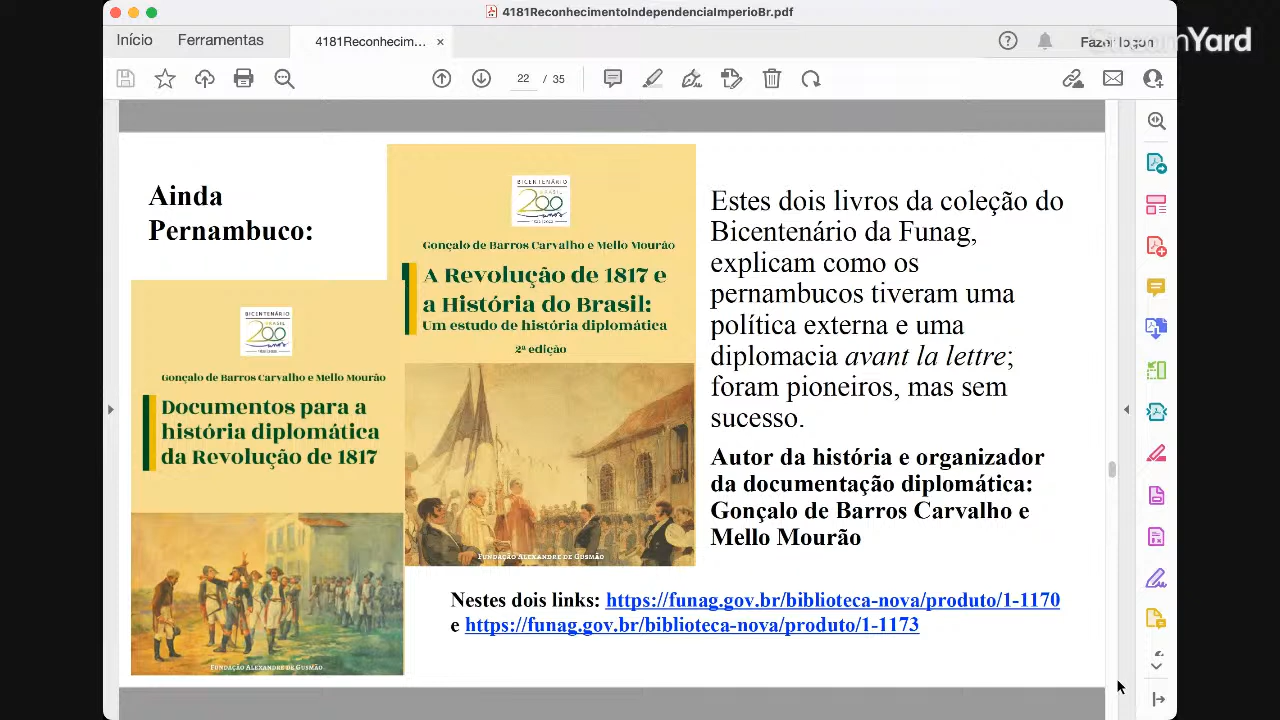 4181ReconhecimentoIndependenciaImperioBr.pdf
Início
Ferramentas
4181Reconhecim...
×
Fazer logon
Yard
22 / 35
Ainda
Pernambuco:
BICENTENÁRIO
BRASIL
200
anos
Gonçalo de Barros Carvalho e Mello Mourão
A Revolução de 1817 e
a História do Brasil:
Um estudo de história diplomática
2ª edição
FUNDAÇÃO ALEXANDRE DE GUSMÃO
BICENTENÁRIO
BRASIL
200
anos
Gonçalo de Barros Carvalho e Mello Mourão
Documentos para a
história diplomática
da Revolução de 1817
FUNDAÇÃO ALEXANDRE DE GUSMÃO
Estes dois livros da coleção do
Bicentenário da Funag,
explicam como os
pernambucos tiveram uma
política externa e uma
diplomacia avant la lettre;
foram pioneiros, mas sem
sucesso.
Autor da história e organizador
da documentação diplomática:
Gonçalo de Barros Carvalho e
Mello Mourão
Nestes dois links: https://funag.gov.br/biblioteca-nova/produto/1-1170
e https://funag.gov.br/biblioteca-nova/produto/1-1173